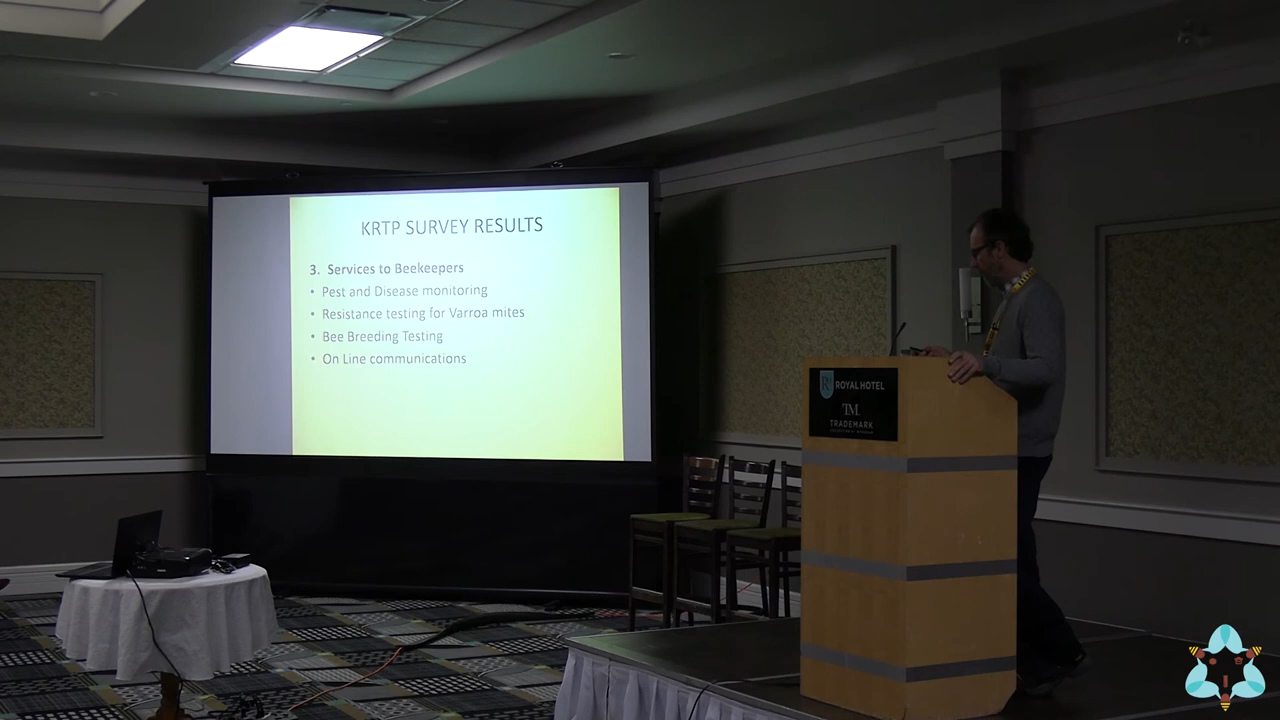 KRTP SURVEY RESULTS
3. Services to Beekeepers
• Pest and Disease monitoring
• Resistance testing for Varroa mites
• Bee Breeding Testing
• On Line communications
R
ROYAL HOTEL
TM
TRADEMARK